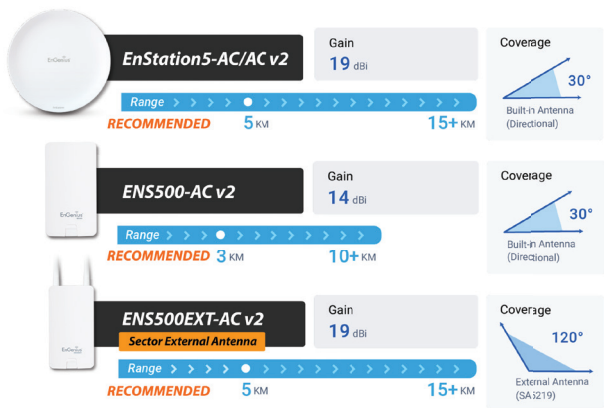 EnGenius
EnStation5-AC/AC v2
Gain
19 dBi
Coverage
30°
Built-in Antenna
(Directional)
Range
RECOMMENDED 5 KM 15+ KM
EnGenius
ENS500-AC v2
Gain
14 dBi
Coverage
30°
Built-in Antenna
(Directional)
Range
RECOMMENDED 3 KM 10+ KM
EnGenius
ENS500EXT-AC v2
Sector External Antenna
Gain
19 dBi
Coverage
120°
External Antenna
(SA5219)
Range
RECOMMENDED 5 KM 15+ KM